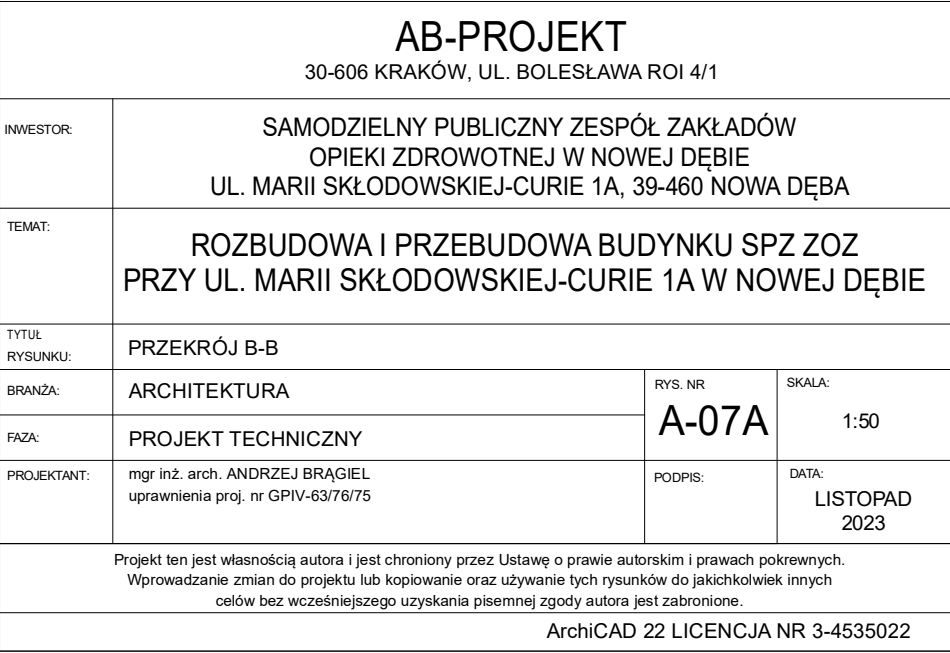 AB-PROJEKT
30-606 KRAKÓW, UL. BOLESŁAWA ROI 4/1
INWESTOR:
SAMODZIELNY PUBLICZNY ZESPÓŁ ZAKŁADÓW
OPIEKI ZDROWOTNEJ W NOWEJ DĘBIE
UL. MARII SKŁODOWSKIEJ-CURIE 1A, 39-460 NOWA DĘBA
TEMAT:
ROZBUDOWA I PRZEBUDOWA BUDYNKU SPZ ZOZ
PRZY UL. MARII SKŁODOWSKIEJ-CURIE 1A W NOWEJ DĘBIE
TYTUŁ
RYSUNKU:
PRZEKRÓJ B-B
BRANŻA:
ARCHITEKTURA
RYS. NR
A-07A
SKALA:
1:50
FAZA:
PROJEKT TECHNICZNY
PROJEKTANT:
mgr inż. arch. ANDRZEJ BRĄGIEL
uprawnienia proj. nr GPIV-63/76/75
PODPIS:
DATA:
LISTOPAD
2023
Projekt ten jest własnością autora i jest chroniony przez Ustawę o prawie autorskim i prawach pokrewnych.
Wprowadzanie zmian do projektu lub kopiowanie oraz używanie tych rysunków do jakichkolwiek innych
celów bez wcześniejszego uzyskania pisemnej zgody autora jest zabronione.
ArchiCAD 22 LICENCJA NR 3-4535022